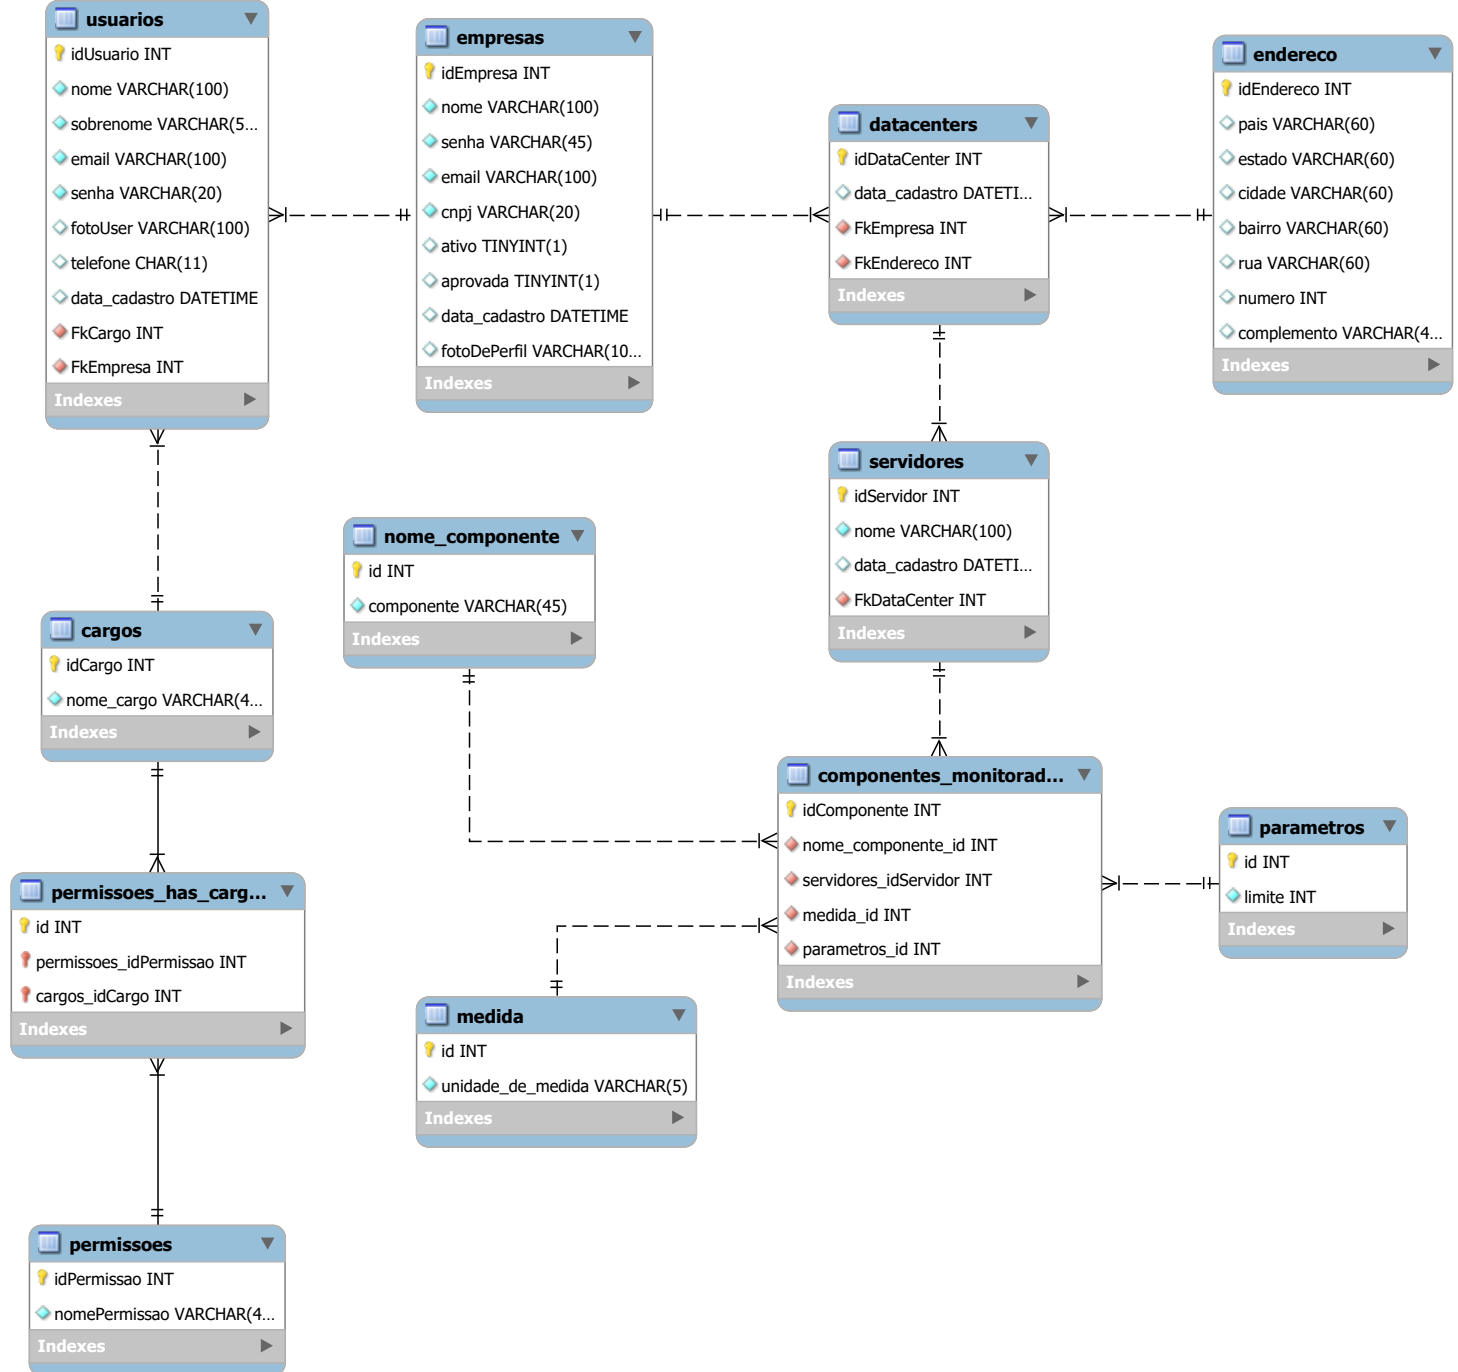 usuarios
idUsuario INT
nome VARCHAR(100)
sobrenome VARCHAR(5...
email VARCHAR(100)
senha VARCHAR(20)
fotoUser VARCHAR(100)
telefone CHAR(11)
data_cadastro DATETIME
FkCargo INT
FkEmpresa INT
Indexes
empresas
idEmpresa INT
nome VARCHAR(100)
senha VARCHAR(45)
email VARCHAR(100)
cnpj VARCHAR(20)
ativo TINYINT(1)
aprovada TINYINT(1)
data_cadastro DATETIME
fotoDePerfil VARCHAR(10...
Indexes
datacenters
idDataCenter INT
data_cadastro DATETI...
FkEmpresa INT
FkEndereco INT
Indexes
endereco
idEndereco INT
pais VARCHAR(60)
estado VARCHAR(60)
cidade VARCHAR(60)
bairro VARCHAR(60)
rua VARCHAR(60)
numero INT
complemento VARCHAR(4...
Indexes
servidores
idServidor INT
nome VARCHAR(100)
data_cadastro DATETI...
FkDataCenter INT
Indexes
nome_componente
id INT
componente VARCHAR(45)
Indexes
cargos
idCargo INT
nome_cargo VARCHAR(4...
Indexes
componentes_monitorad...
idComponente INT
nome_componente_id INT
servidores_idServidor INT
medida_id INT
parametros_id INT
Indexes
parametros
id INT
limite INT
Indexes
permissoes_has_carg...
id INT
permissoes_idPermissao INT
cargos_idCargo INT
Indexes
medida
id INT
unidade_de_medida VARCHAR(5)
Indexes
permissoes
idPermissao INT
nomePermissao VARCHAR(4...
Indexes